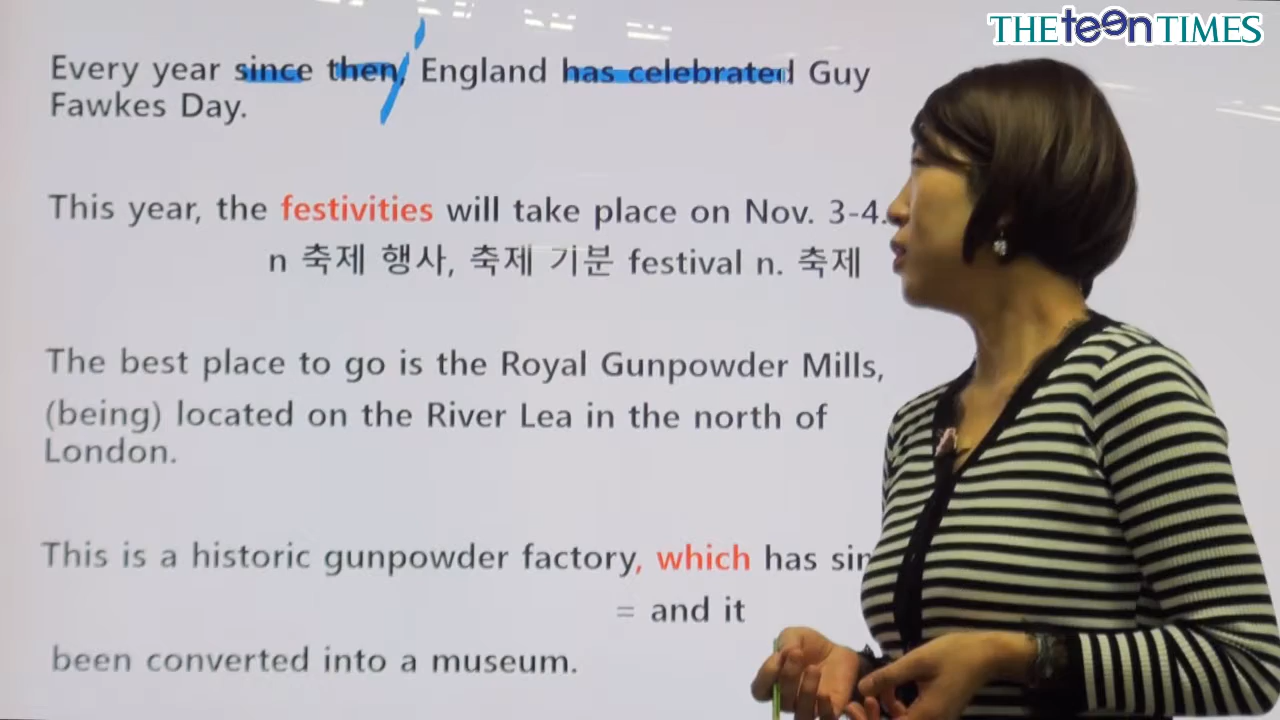 THE teen TIMES
Every year since then, England has celebrated Guy
Fawkes Day.
This year, the festivities will take place on Nov. 3-4.
n 축제 행사, 축제 기분 festival n. 축제
The best place to go is the Royal Gunpowder Mills,
(being) located on the River Lea in the north of
London.
This is a historic gunpowder factory, which has
= and it
been converted into a museum.